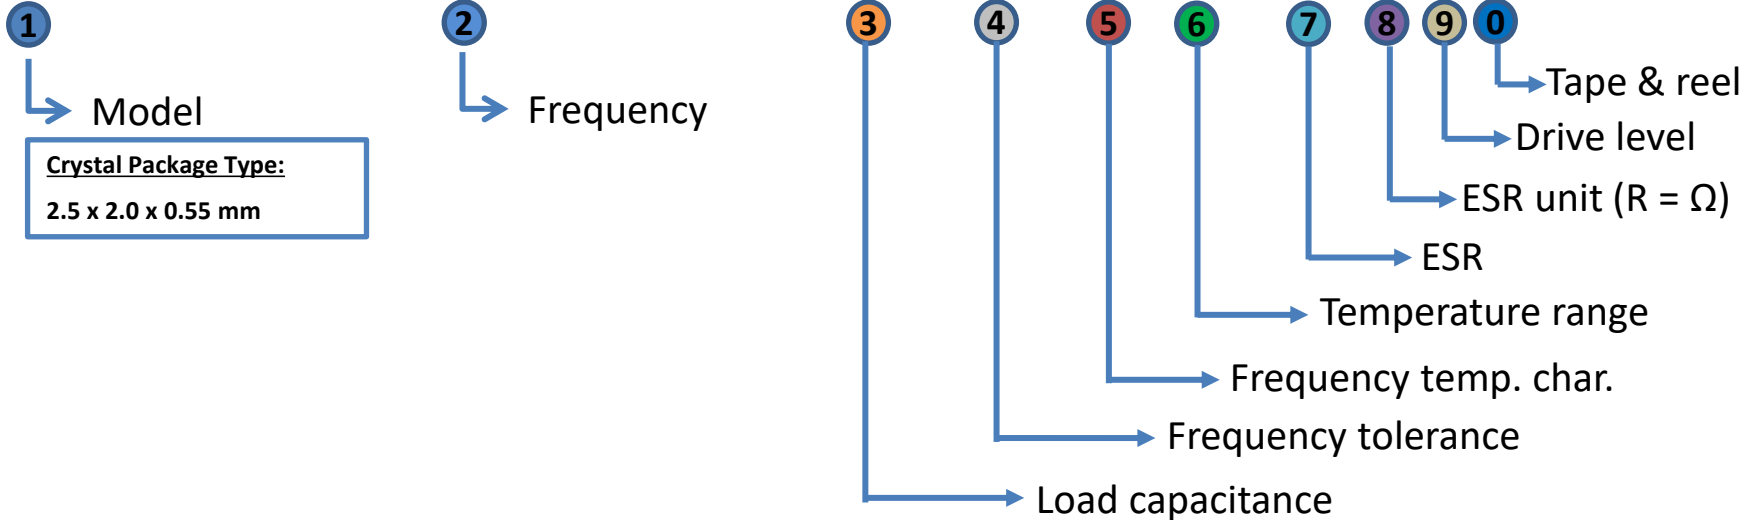 1 2 3 4 5 6 7 8 9 0
Tape & reel
Model
Frequency
Drive level
Crystal Package Type:
2.5 x 2.0 x 0.55 mm
ESR unit (R = Ω)
ESR
Temperature range
Frequency temp. char.
Frequency tolerance
Load capacitance